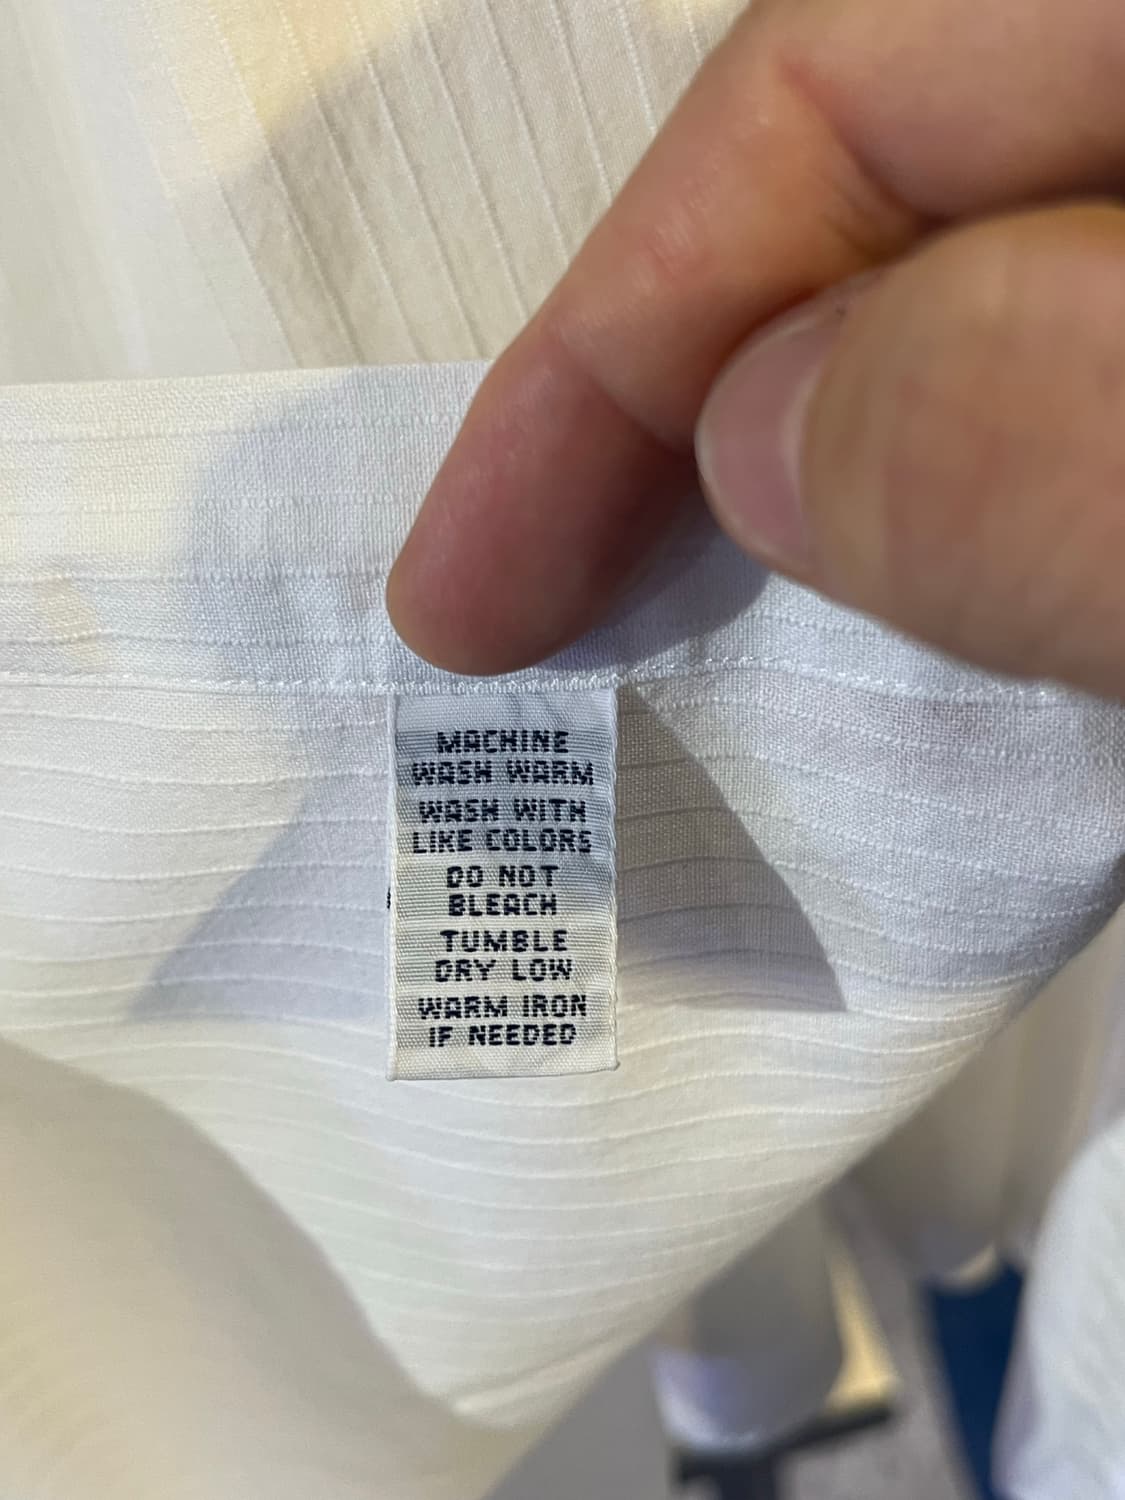 MACHINE
WASH WARM
WASH WITH
LIKE COLORS
DO NOT
BLEACH
TUMBLE
DRY LOW
WARM IRON
IF NEEDED